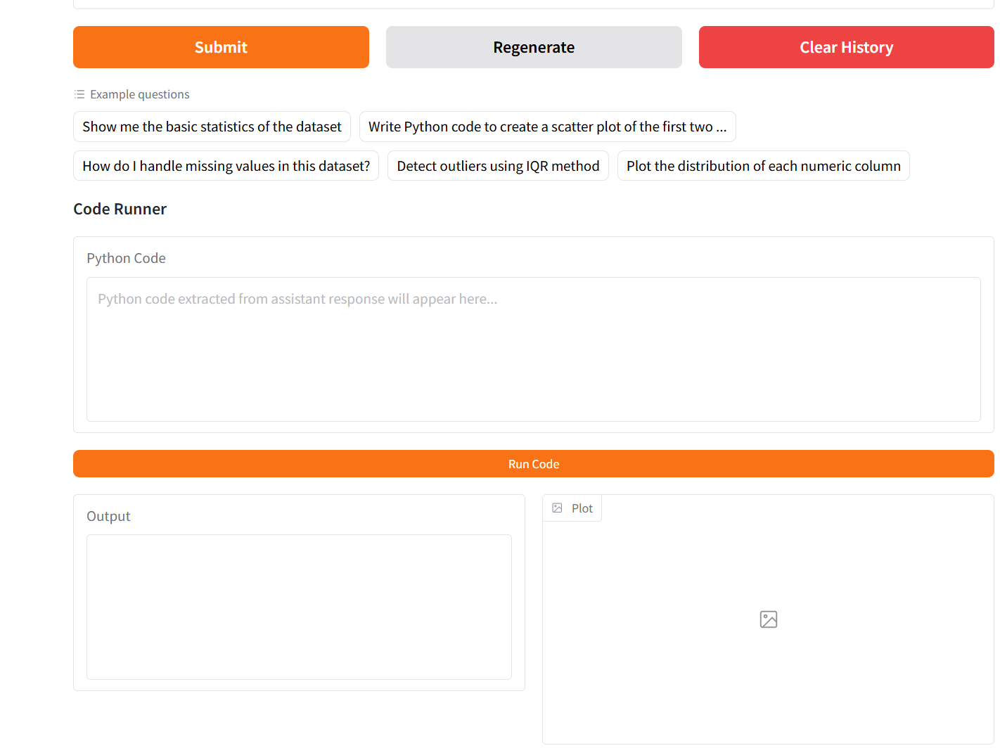 Submit Regenerate Clear History
Example questions
Show me the basic statistics of the dataset Write Python code to create a scatter plot of the first two ...
How do I handle missing values in this dataset? Detect outliers using IQR method Plot the distribution of each numeric column
Code Runner
Python Code
Python code extracted from assistant response will appear here...
Run Code
Output Plot